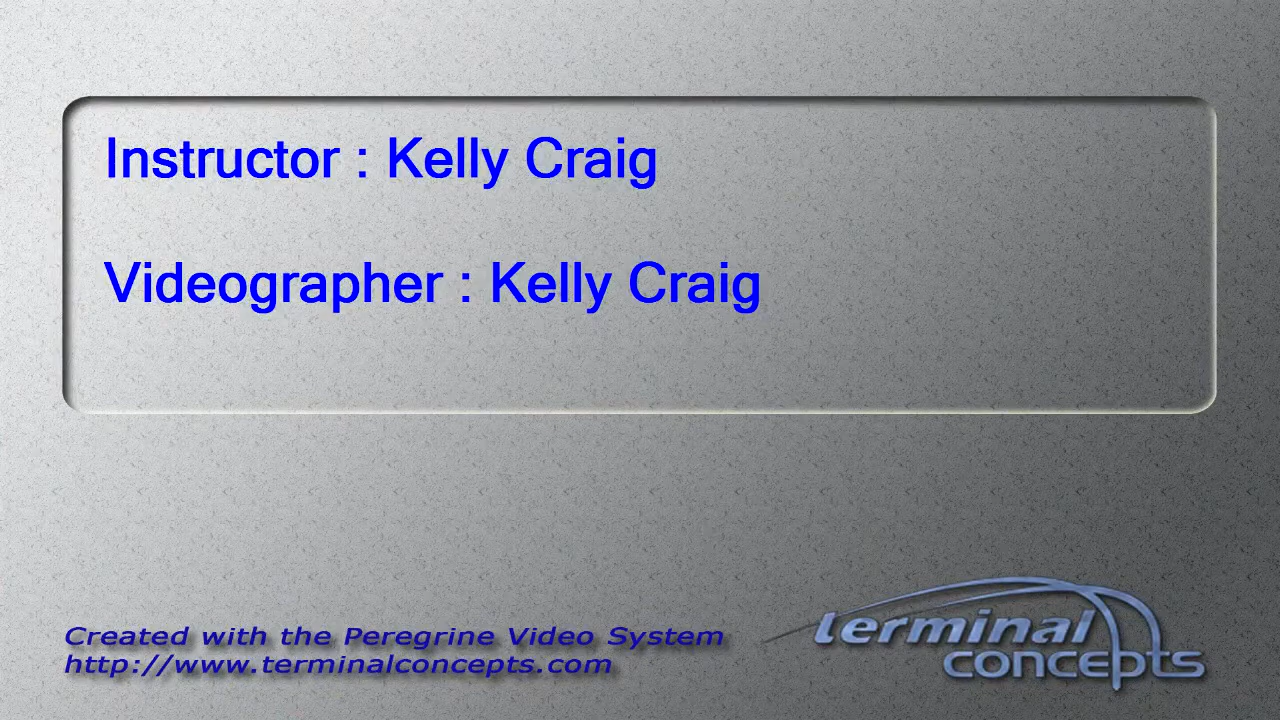 Instructor : Kelly Craig
Videographer : Kelly Craig
Created with the Peregrine Video System
http://www.terminalconcepts.com
terminal
concepts